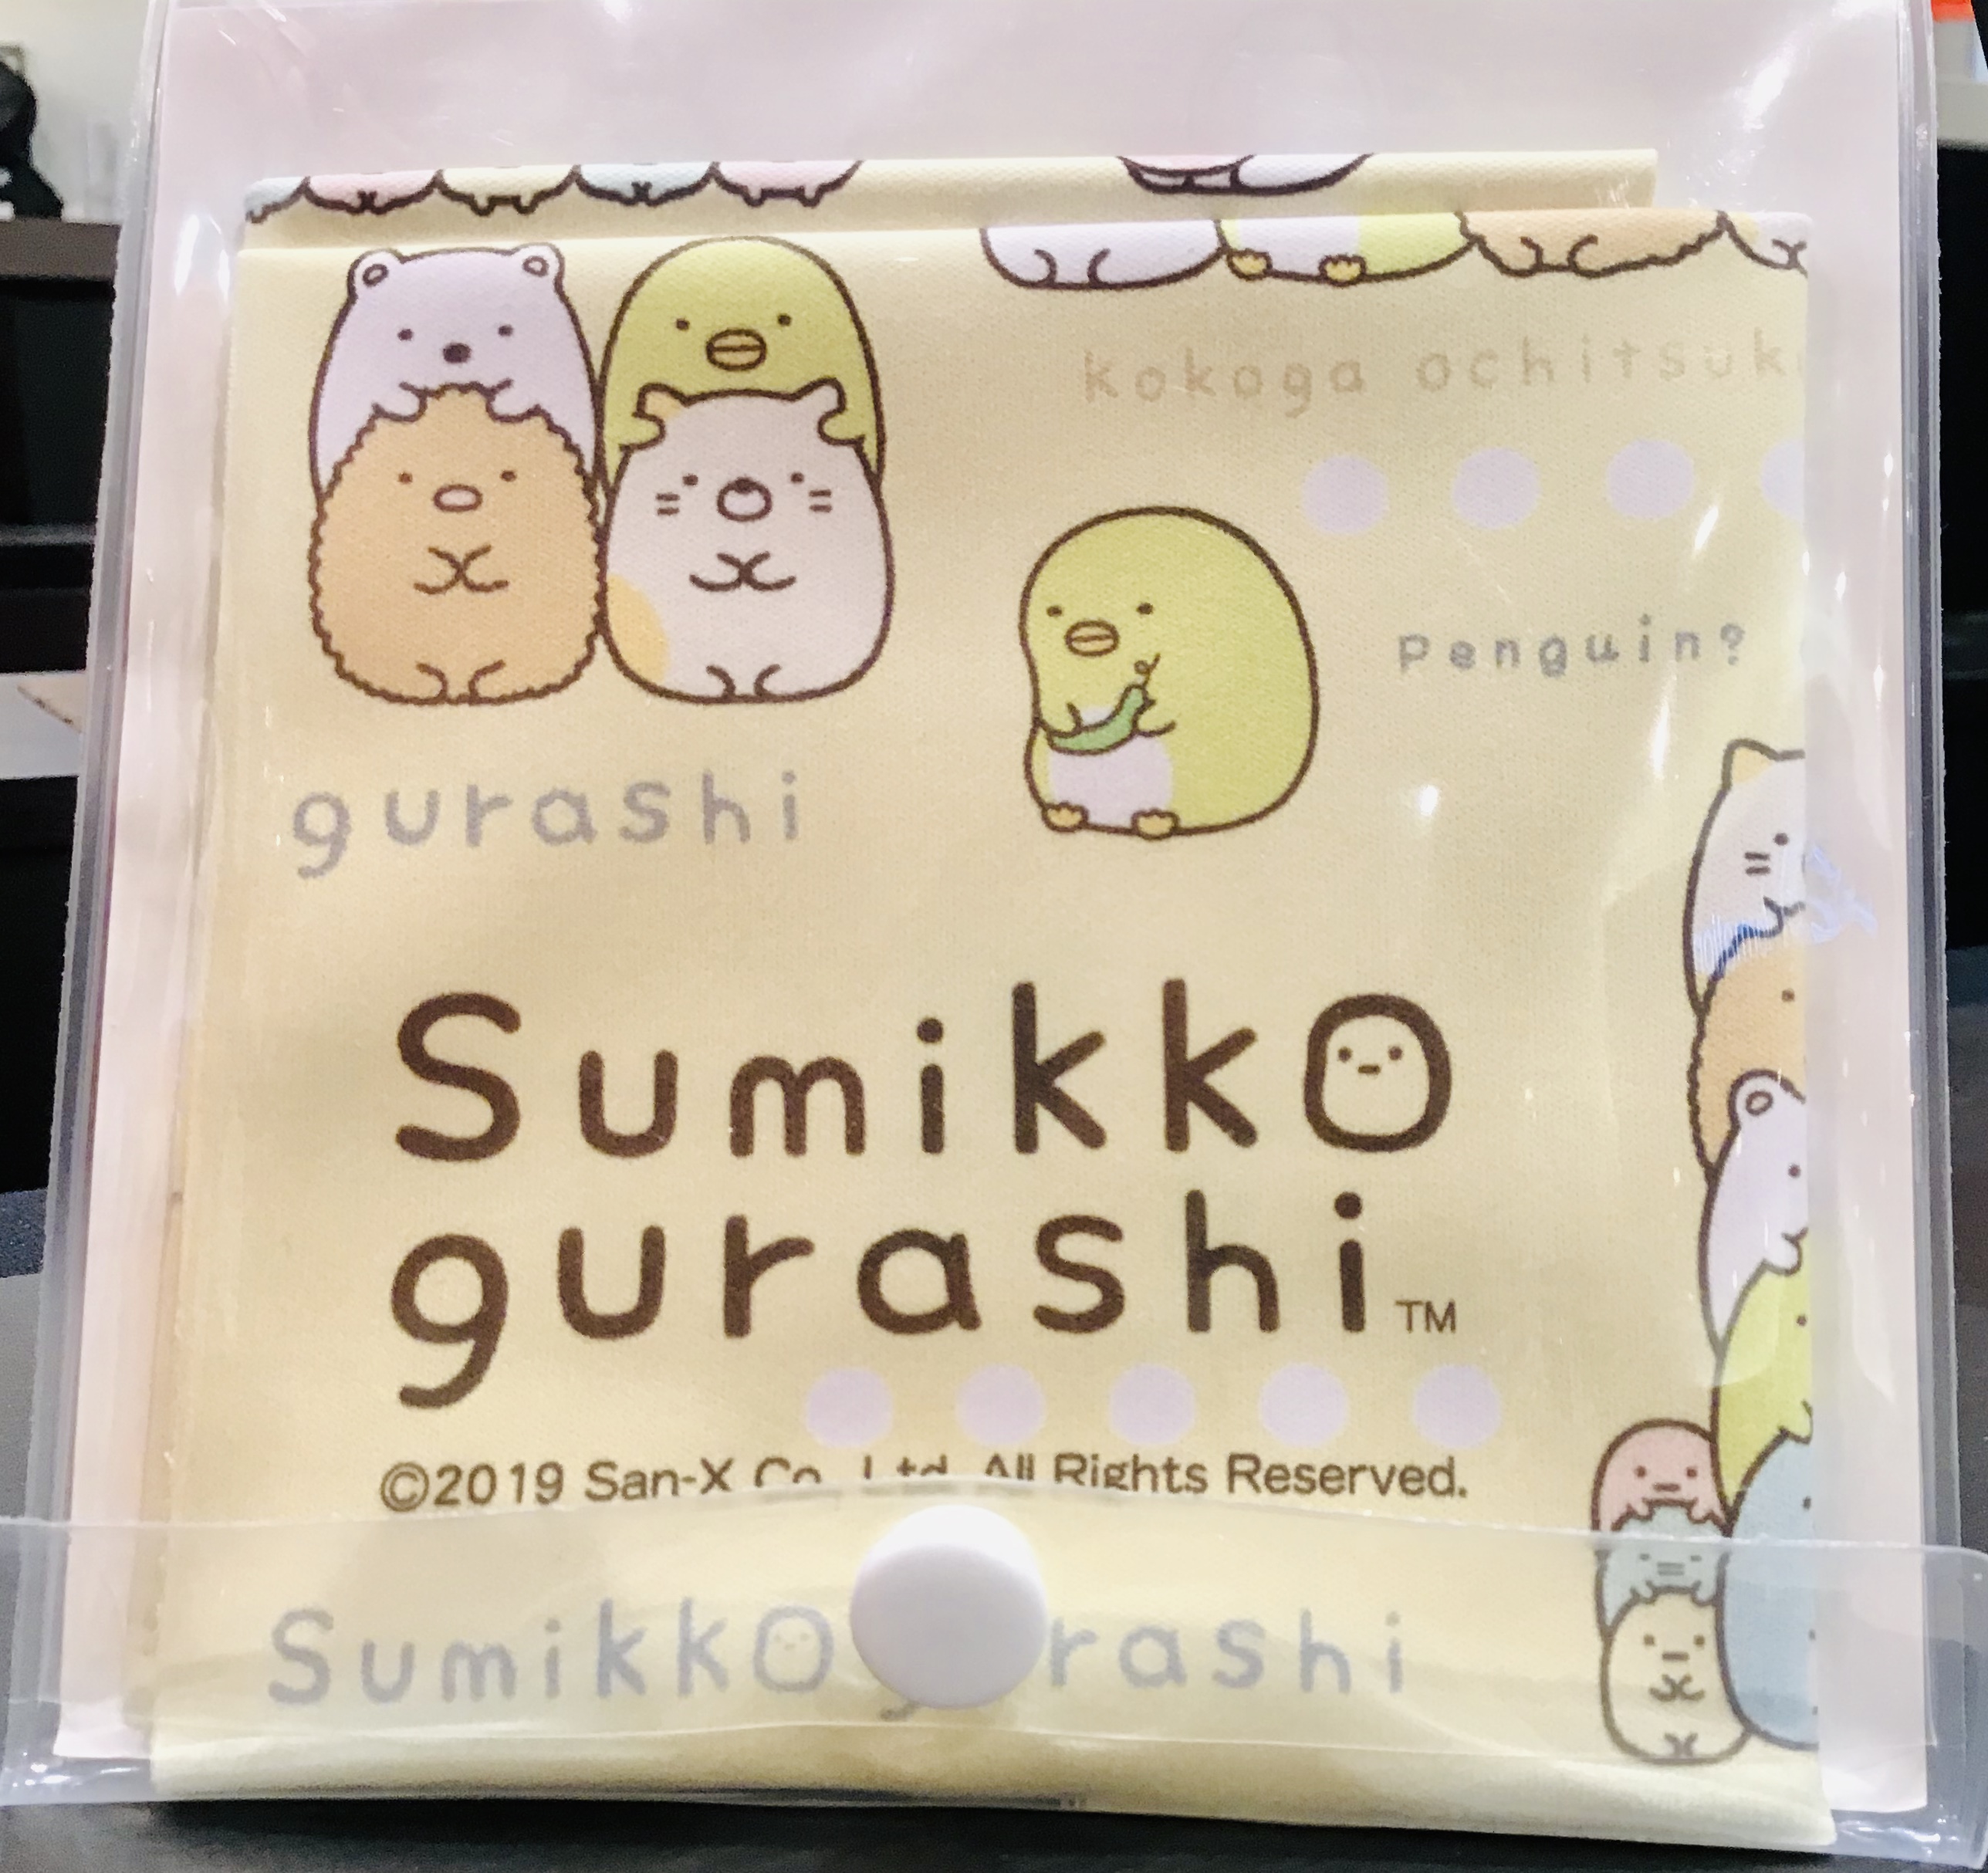 kokoga ochitsuk
Penguin?
gurashi
Sumikko
gurashi TM
©2019 San-X Co., Ltd. All Rights Reserved.
Sumikko rashi